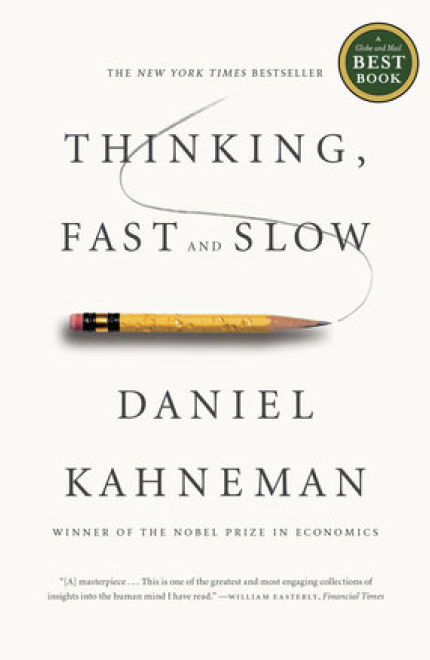 THE NEW YORK TIMES BESTSELLER
A
Globe and Mail
BEST
BOOK
THINKING,
FAST AND SLOW
DANIEL
KAHNEMAN
WINNER OF THE NOBEL PRIZE IN ECONOMICS
“[A] masperpiece . . . This is one of the greatest and most engaging collections of
insights into the human mind I have read.” —WILLIAM EASTERLY, Financial Times